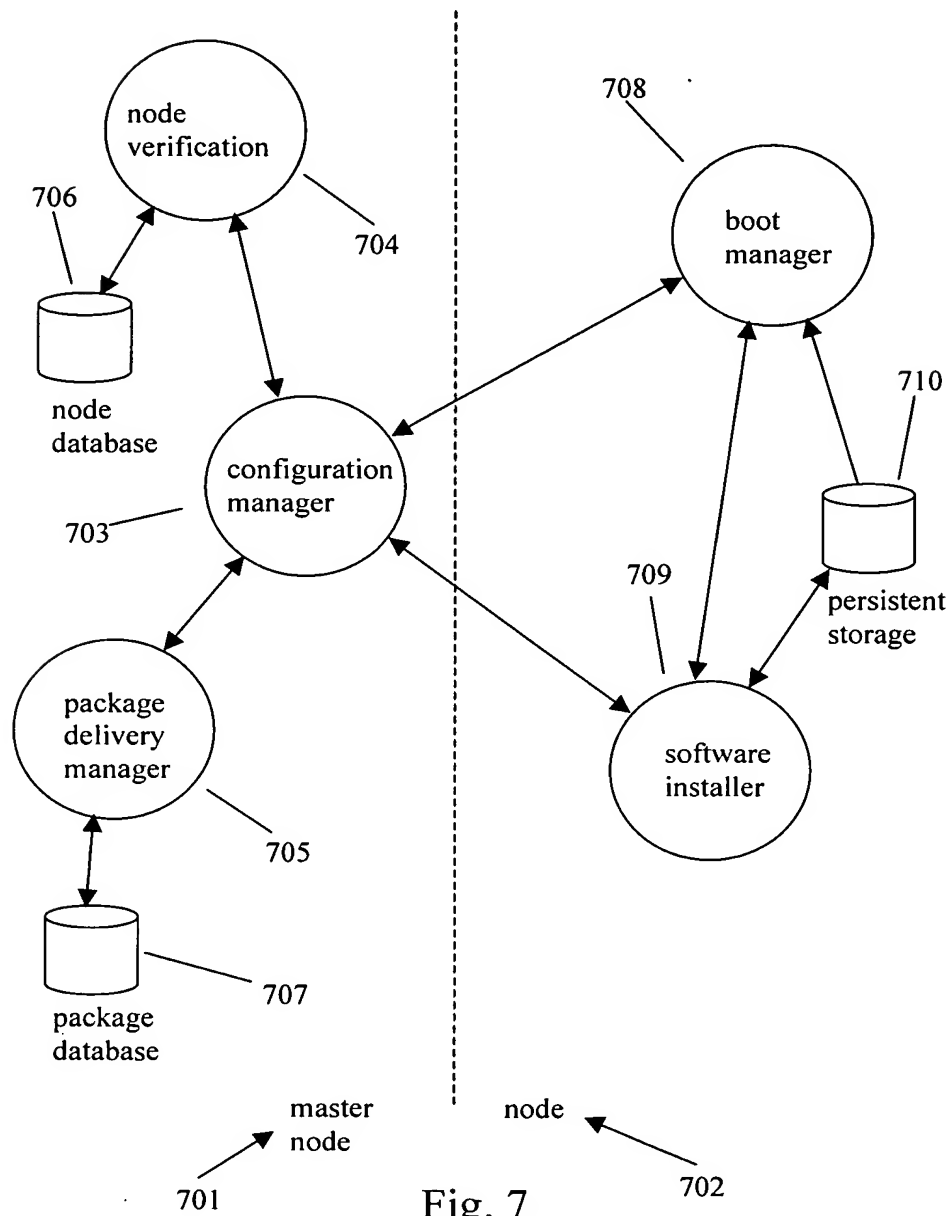 node
verification
704
706
node
database
configuration
manager
703
package
delivery
manager
705
707
package
database
master
node
701
708
boot
manager
710
persistent
storage
709
software
installer
node
702
Fig. 7